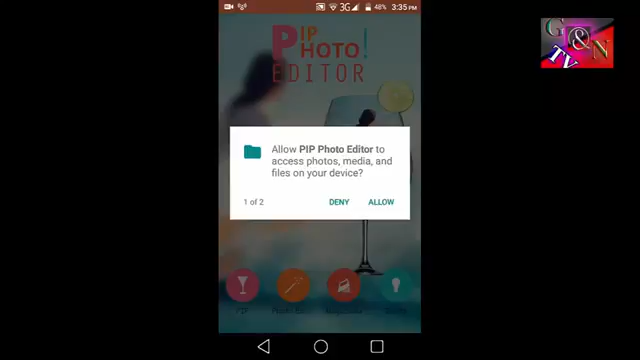 3G 48% 3:35 PM
G & N
TV
PIP
PHOTO!
EDITOR
Allow PIP Photo Editor to
access photos, media, and
files on your device?
1 of 2 DENY ALLOW
PIP